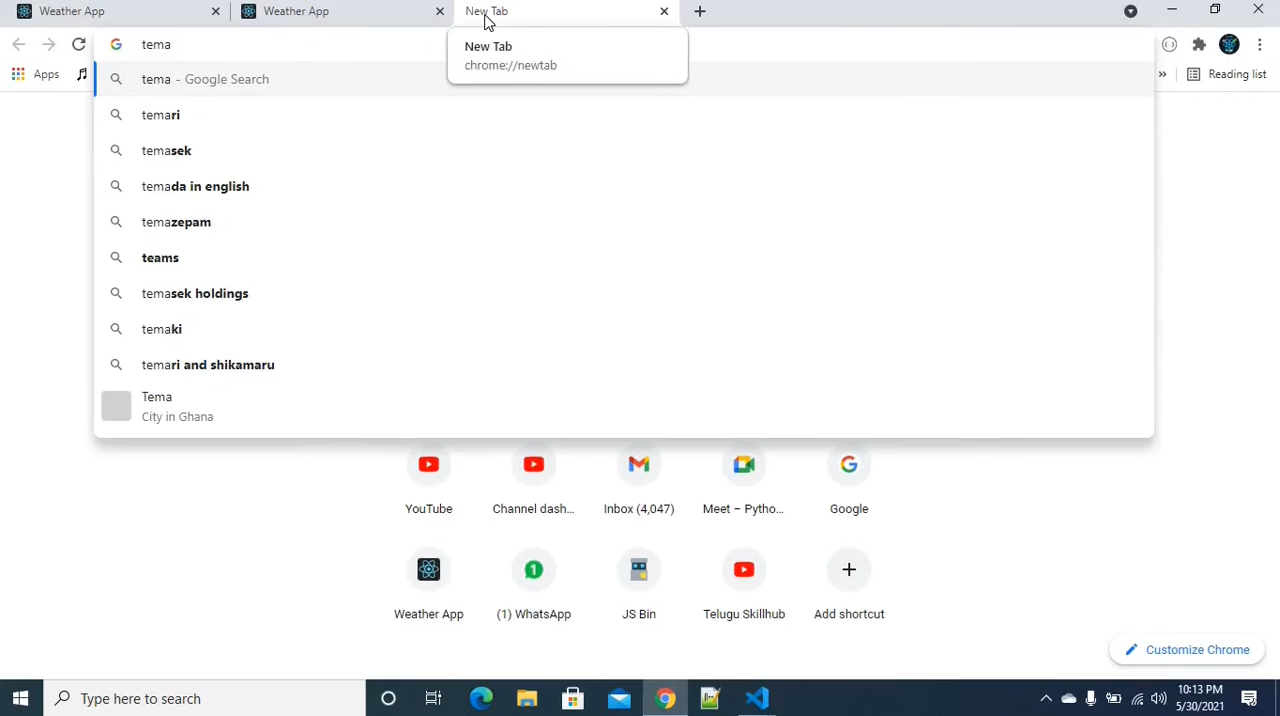 Weather App
Weather App
New Tab
tema
New Tab
chrome://newtab
Apps
»
Reading list
tema - Google Search
temari
temasek
temada in english
temazepam
teams
temasek holdings
temaki
temari and shikamaru
Tema
City in Ghana
YouTube
Channel dash...
Inbox (4,047)
Meet – Pytho...
Google
1
Weather App
(1) WhatsApp
JS Bin
Telugu Skillhub
Add shortcut
Customize Chrome
Type here to search
10:13 PM
5/30/2021